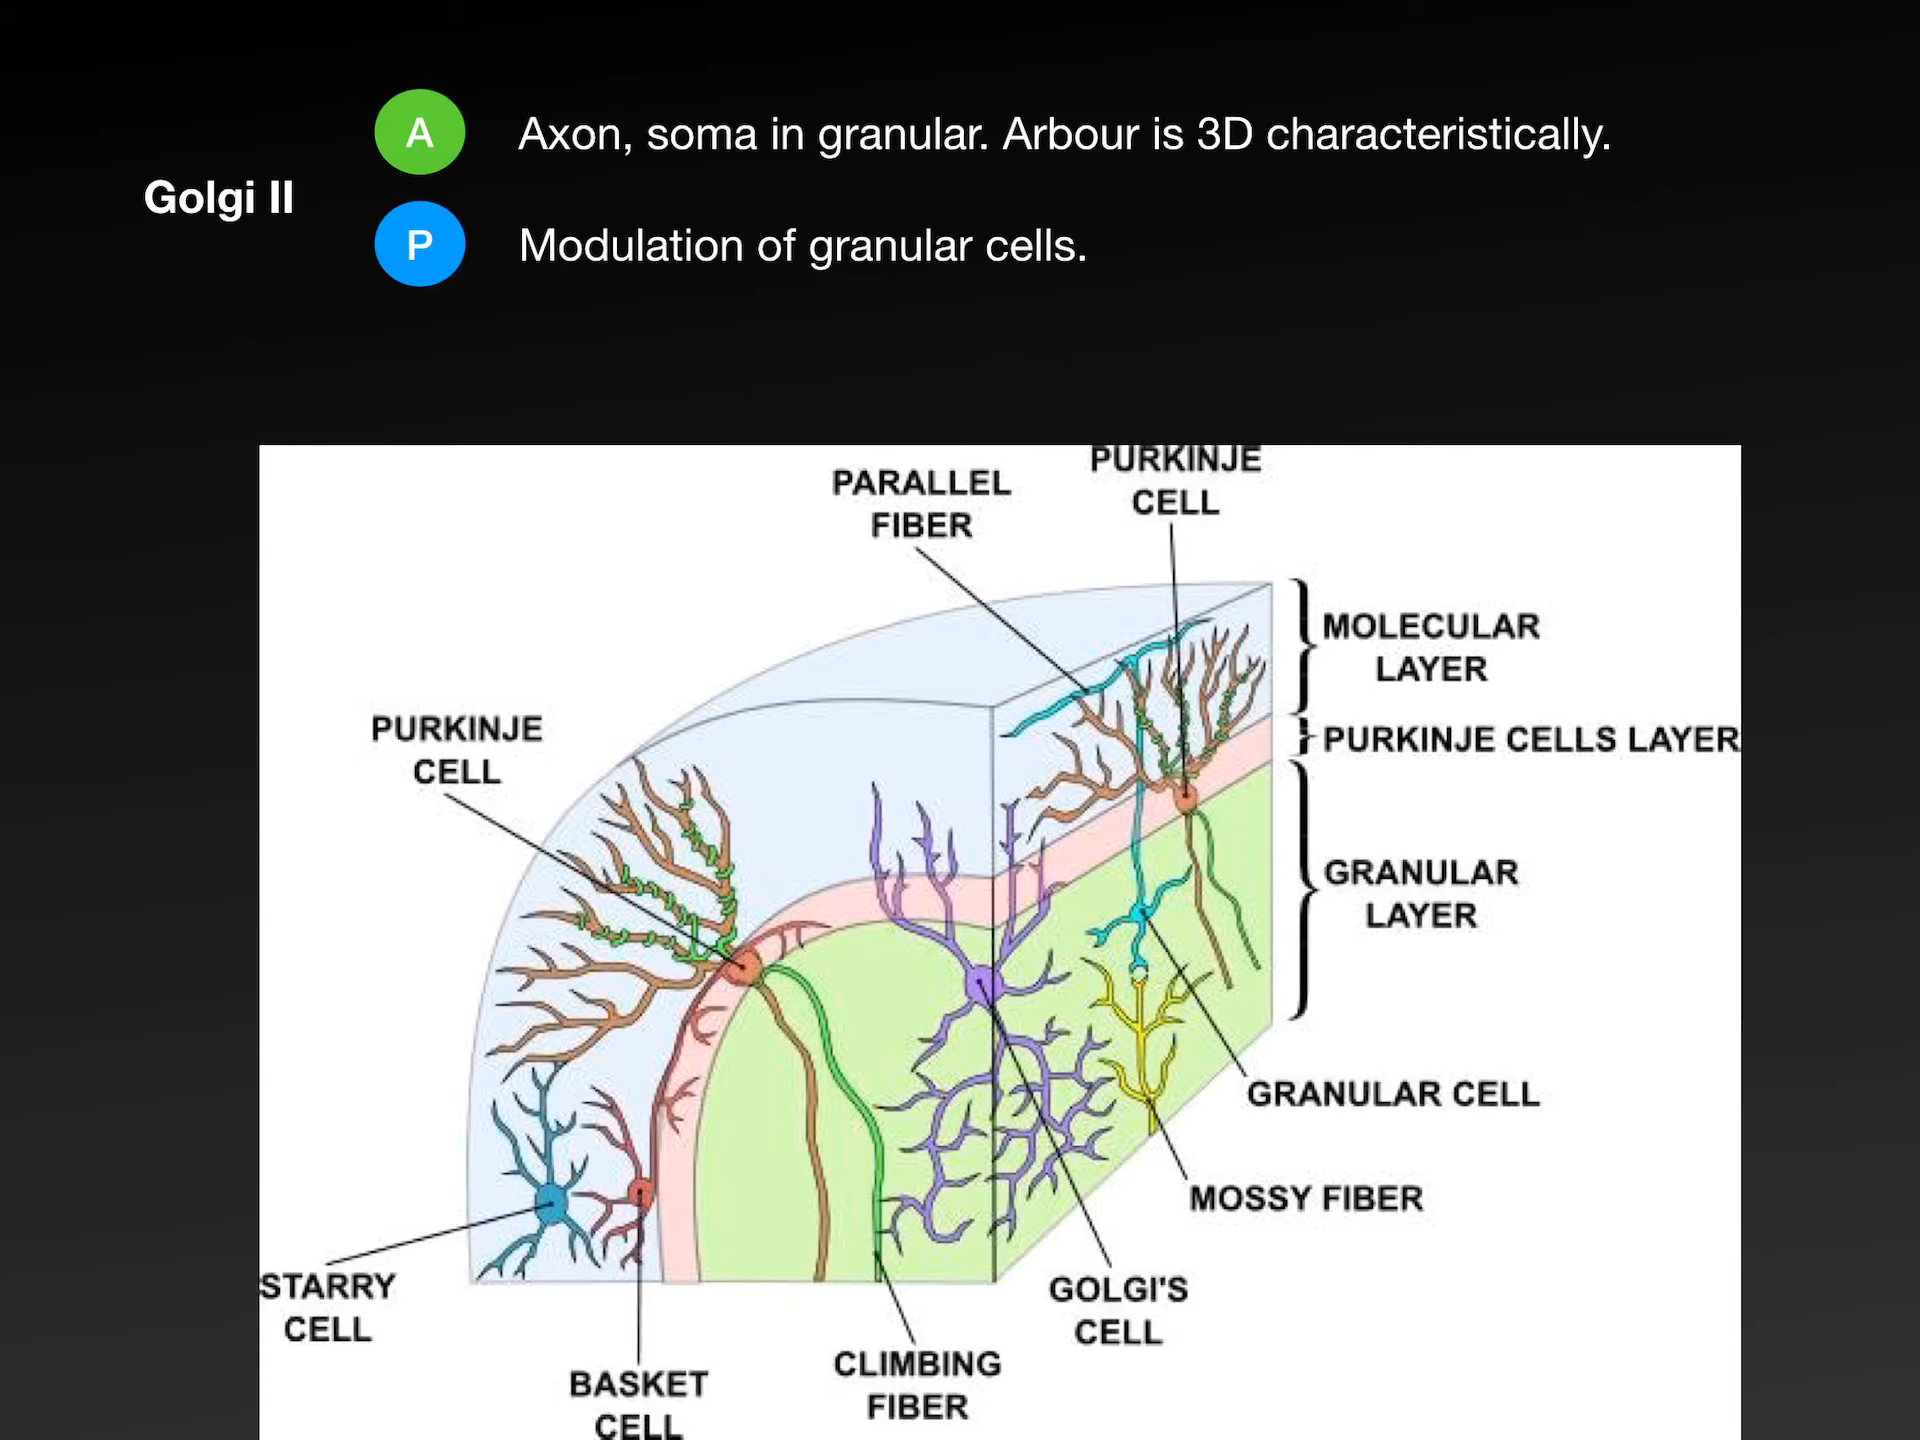 Golgi II
A
Axon, soma in granular. Arbour is 3D characteristically.
P
Modulation of granular cells.
PARALLEL
FIBER
PURKINJE
CELL
MOLECULAR
LAYER
PURKINJE CELLS LAYER
GRANULAR
LAYER
PURKINJE
CELL
GRANULAR CELL
MOSSY FIBER
GOLGI'S
CELL
STARRY
CELL
BASKET
CELL
CLIMBING
FIBER